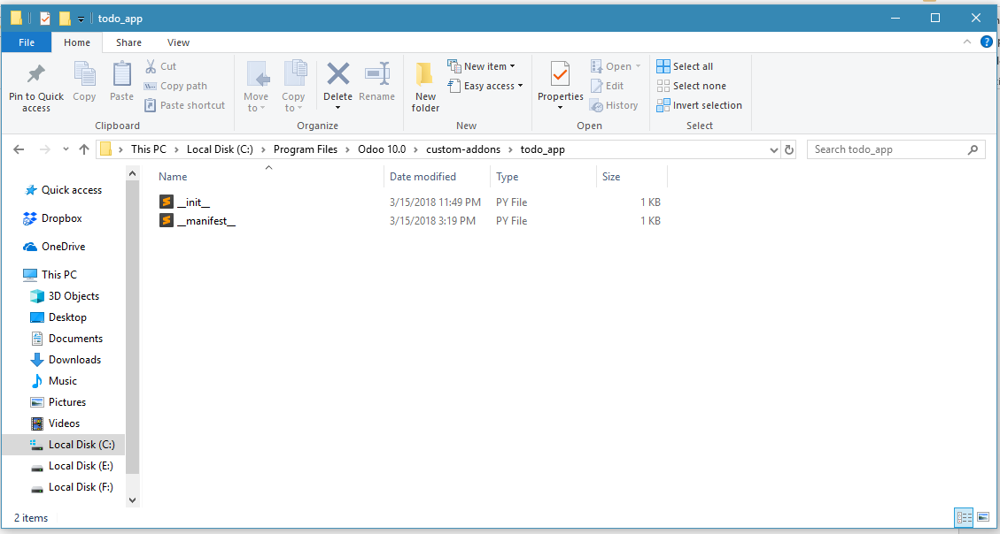 todo_app
File Home Share View
Pin to Quick access
Copy
Paste
Cut
Copy path
Paste shortcut
Clipboard
Move to
Copy to
Delete
Rename
Organize
New folder
New item
Easy access
New
Properties
Open
Edit
History
Open
Select all
Select none
Invert selection
Select
This PC > Local Disk (C:) > Program Files > Odoo 10.0 > custom-addons > todo_app
Search todo_app
Quick access
Dropbox
OneDrive
This PC
3D Objects
Desktop
Documents
Downloads
Music
Pictures
Videos
Local Disk (C:)
Local Disk (E:)
Local Disk (F:)
Name Date modified Type Size
__init__ 3/15/2018 11:49 PM PY File 1 KB
__manifest__ 3/15/2018 3:19 PM PY File 1 KB
2 items